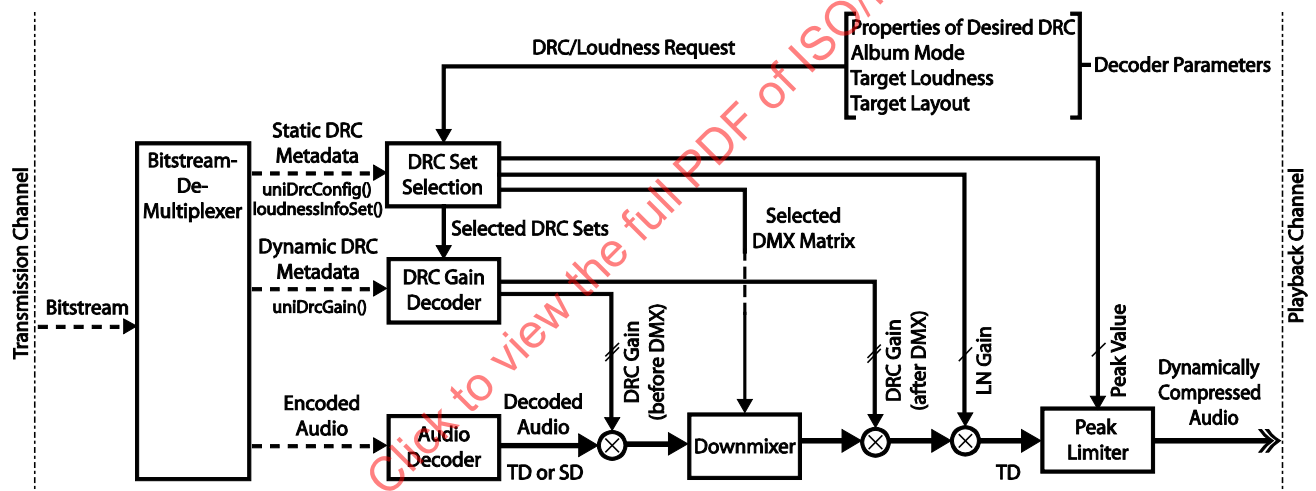 Properties of Desired DRC
Album Mode
Target Loudness
Target Layout
Decoder Parameters
DRC/Loudness Request
Transmission Channel
Bitstream
Bitstream-
De-
Multiplexer
Static DRC
Metadata
uniDrcConfig()
loudnessInfoSet()
DRC Set
Selection
Selected DRC Sets
Dynamic DRC
Metadata
uniDrcGain()
DRC Gain
Decoder
Selected
DMX Matrix
DRC Gain
(before DMX)
DRC Gain
(after DMX)
LN Gain
Peak Value
Encoded
Audio
Audio
Decoder
Decoded
Audio
TD or SD
Downmixer
TD
Peak
Limiter
Dynamically
Compressed
Audio
Playback Channel
Click to view the full PDF of ISO/